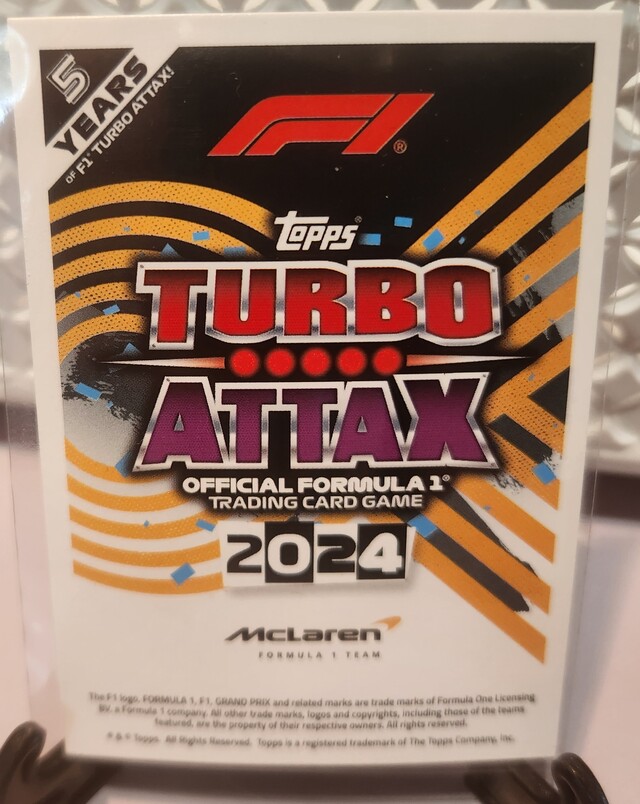 5
YEARS
OF F1® TURBO ATTAX!
F1®
Topps®
TURBO
ATTAX
OFFICIAL FORMULA 1®
TRADING CARD GAME
2024
McLaren
FORMULA 1 TEAM
The F1 logo, FORMULA 1, F1, GRAND PRIX and related marks are trade marks of Formula One Licensing
BV, a Formula 1 company. All other trade marks, logos and copyrights, including those of the teams
featured, are the property of their respective owners. All rights reserved.
Topps. All Rights Reserved. Topps is a registered trademark of The Topps Company, Inc.